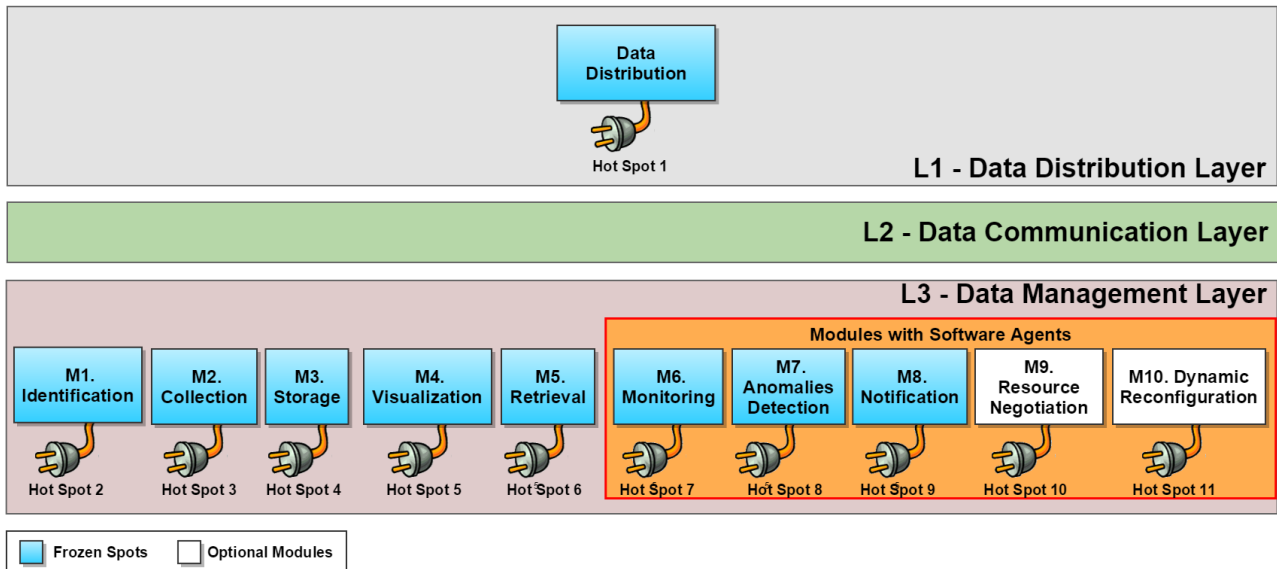 Data
Distribution
Hot Spot 1
L1 - Data Distribution Layer
L2 - Data Communication Layer
L3 - Data Management Layer
Modules with Software Agents
M1.
Identification
M2.
Collection
M3.
Storage
M4.
Visualization
M5.
Retrieval
M6.
Monitoring
M7.
Anomalies
Detection
M8.
Notification
M9.
Resource
Negotiation
M10. Dynamic
Reconfiguration
Hot Spot 2
Hot Spot 3
Hot Spot 4
Hot Spot 5
Hot Spot 6
Hot Spot 7
Hot Spot 8
Hot Spot 9
Hot Spot 10
Hot Spot 11
Frozen Spots
Optional Modules